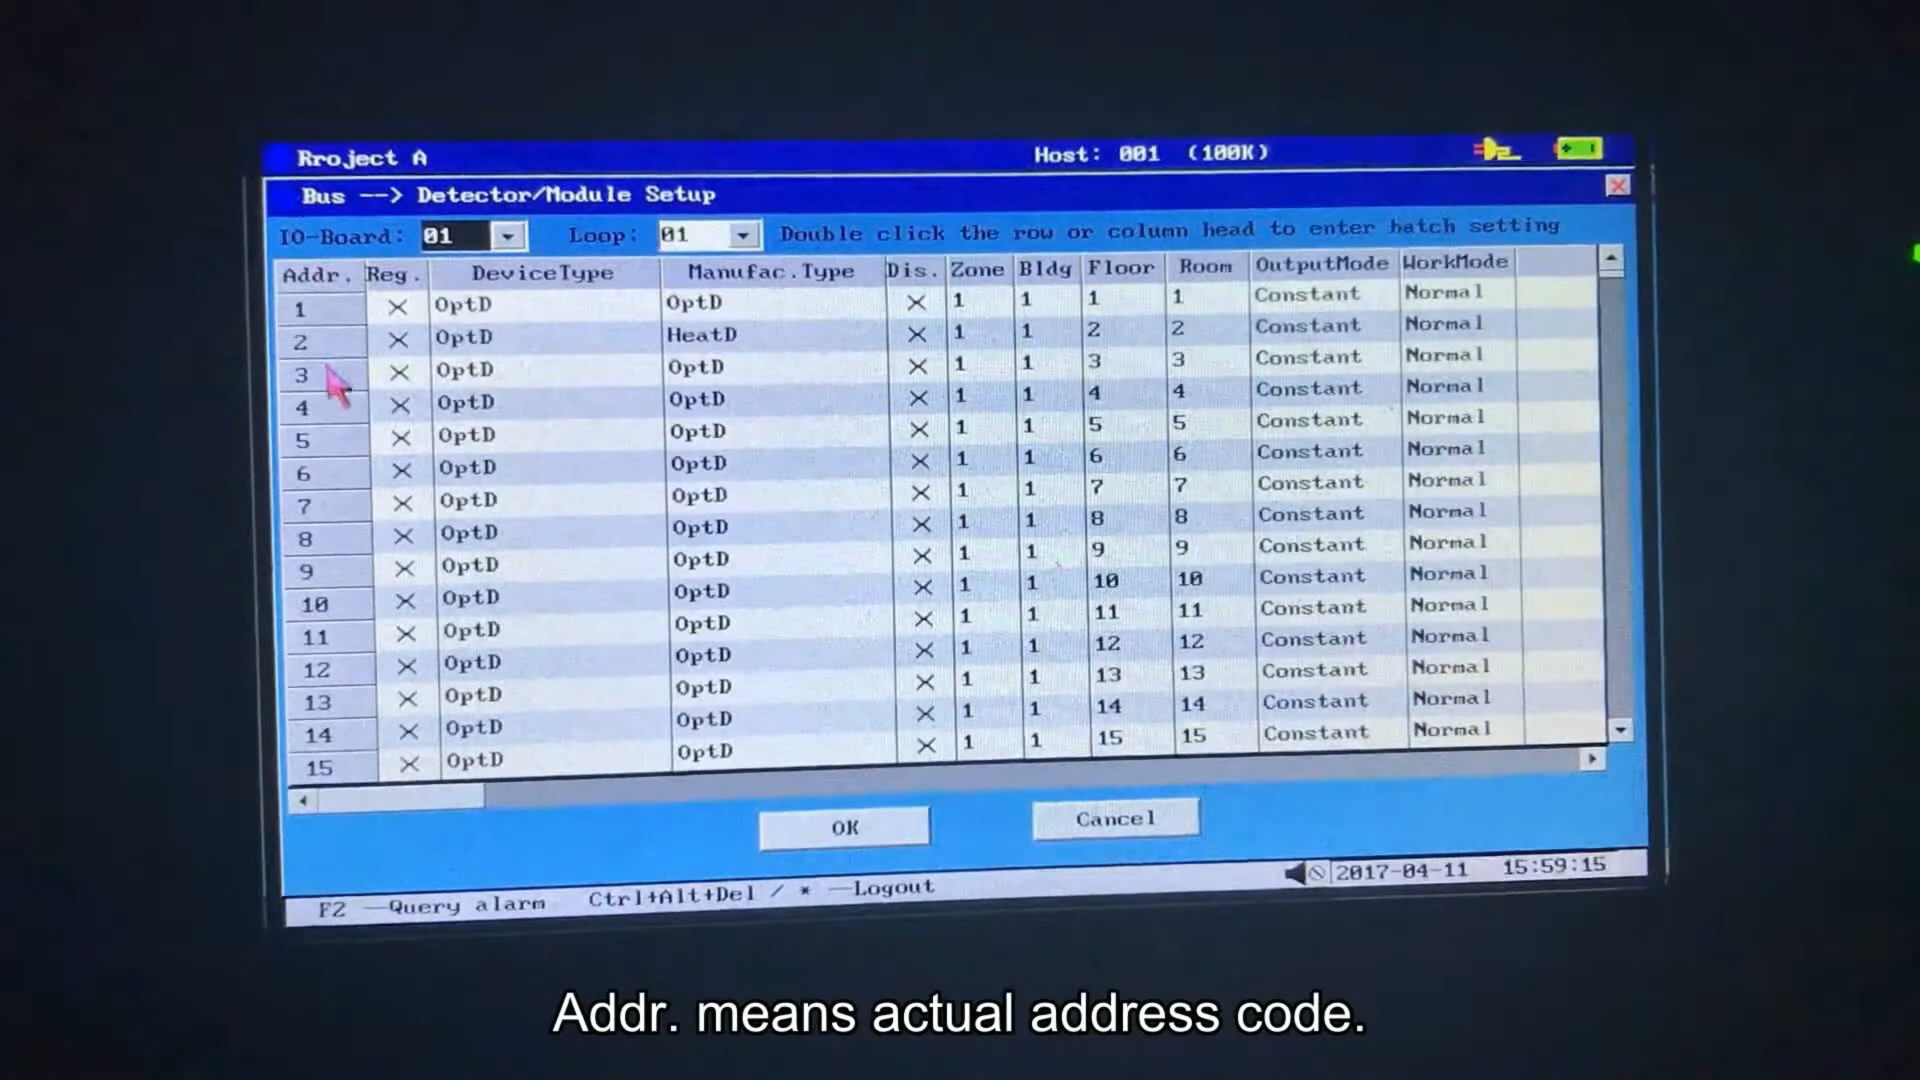 Rroject A Host: 001 (100K)
Bus --> Detector/Module Setup
IO-Board: 01 Loop: 01 Double click the row or column head to enter batch setting
Addr. Reg. DeviceType Manufac.Type Dis. Zone Bldg Floor Room OutputMode WorkMode
1 × OptD OptD × 1 1 1 1 Constant Normal
2 × OptD HeatD × 1 1 2 2 Constant Normal
3 × OptD OptD × 1 1 3 3 Constant Normal
4 × OptD OptD × 1 1 4 4 Constant Normal
5 × OptD OptD × 1 1 5 5 Constant Normal
6 × OptD OptD × 1 1 6 6 Constant Normal
7 × OptD OptD × 1 1 7 7 Constant Normal
8 × OptD OptD × 1 1 8 8 Constant Normal
9 × OptD OptD × 1 1 9 9 Constant Normal
10 × OptD OptD × 1 1 10 10 Constant Normal
11 × OptD OptD × 1 1 11 11 Constant Normal
12 × OptD OptD × 1 1 12 12 Constant Normal
13 × OptD OptD × 1 1 13 13 Constant Normal
14 × OptD OptD × 1 1 14 14 Constant Normal
15 × OptD OptD × 1 1 15 15 Constant Normal
OK Cancel
F2 —Query alarm Ctrl+Alt+Del / * —Logout 2017-04-11 15:59:15
Addr. means actual address code.